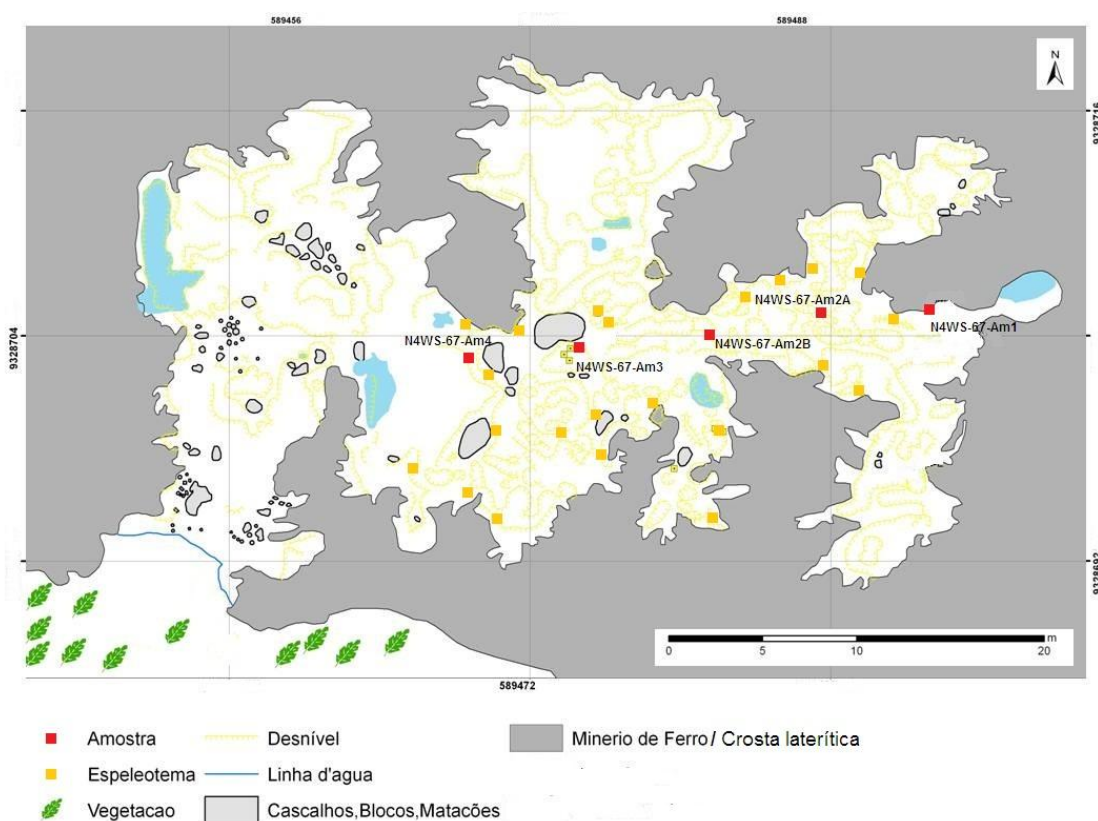 589456
589488
N
9328716
9328704
N4WS-67-Am2A
N4WS-67-Am1
N4WS-67-Am4
N4WS-67-Am2B
N4WS-67-Am3
9328692
m
0
5
10
20
589472
Amostra
Desnível
Minerio de Ferro / Crosta laterítica
Espeleotema
Linha d'agua
Vegetacao
Cascalhos,Blocos,Matacões